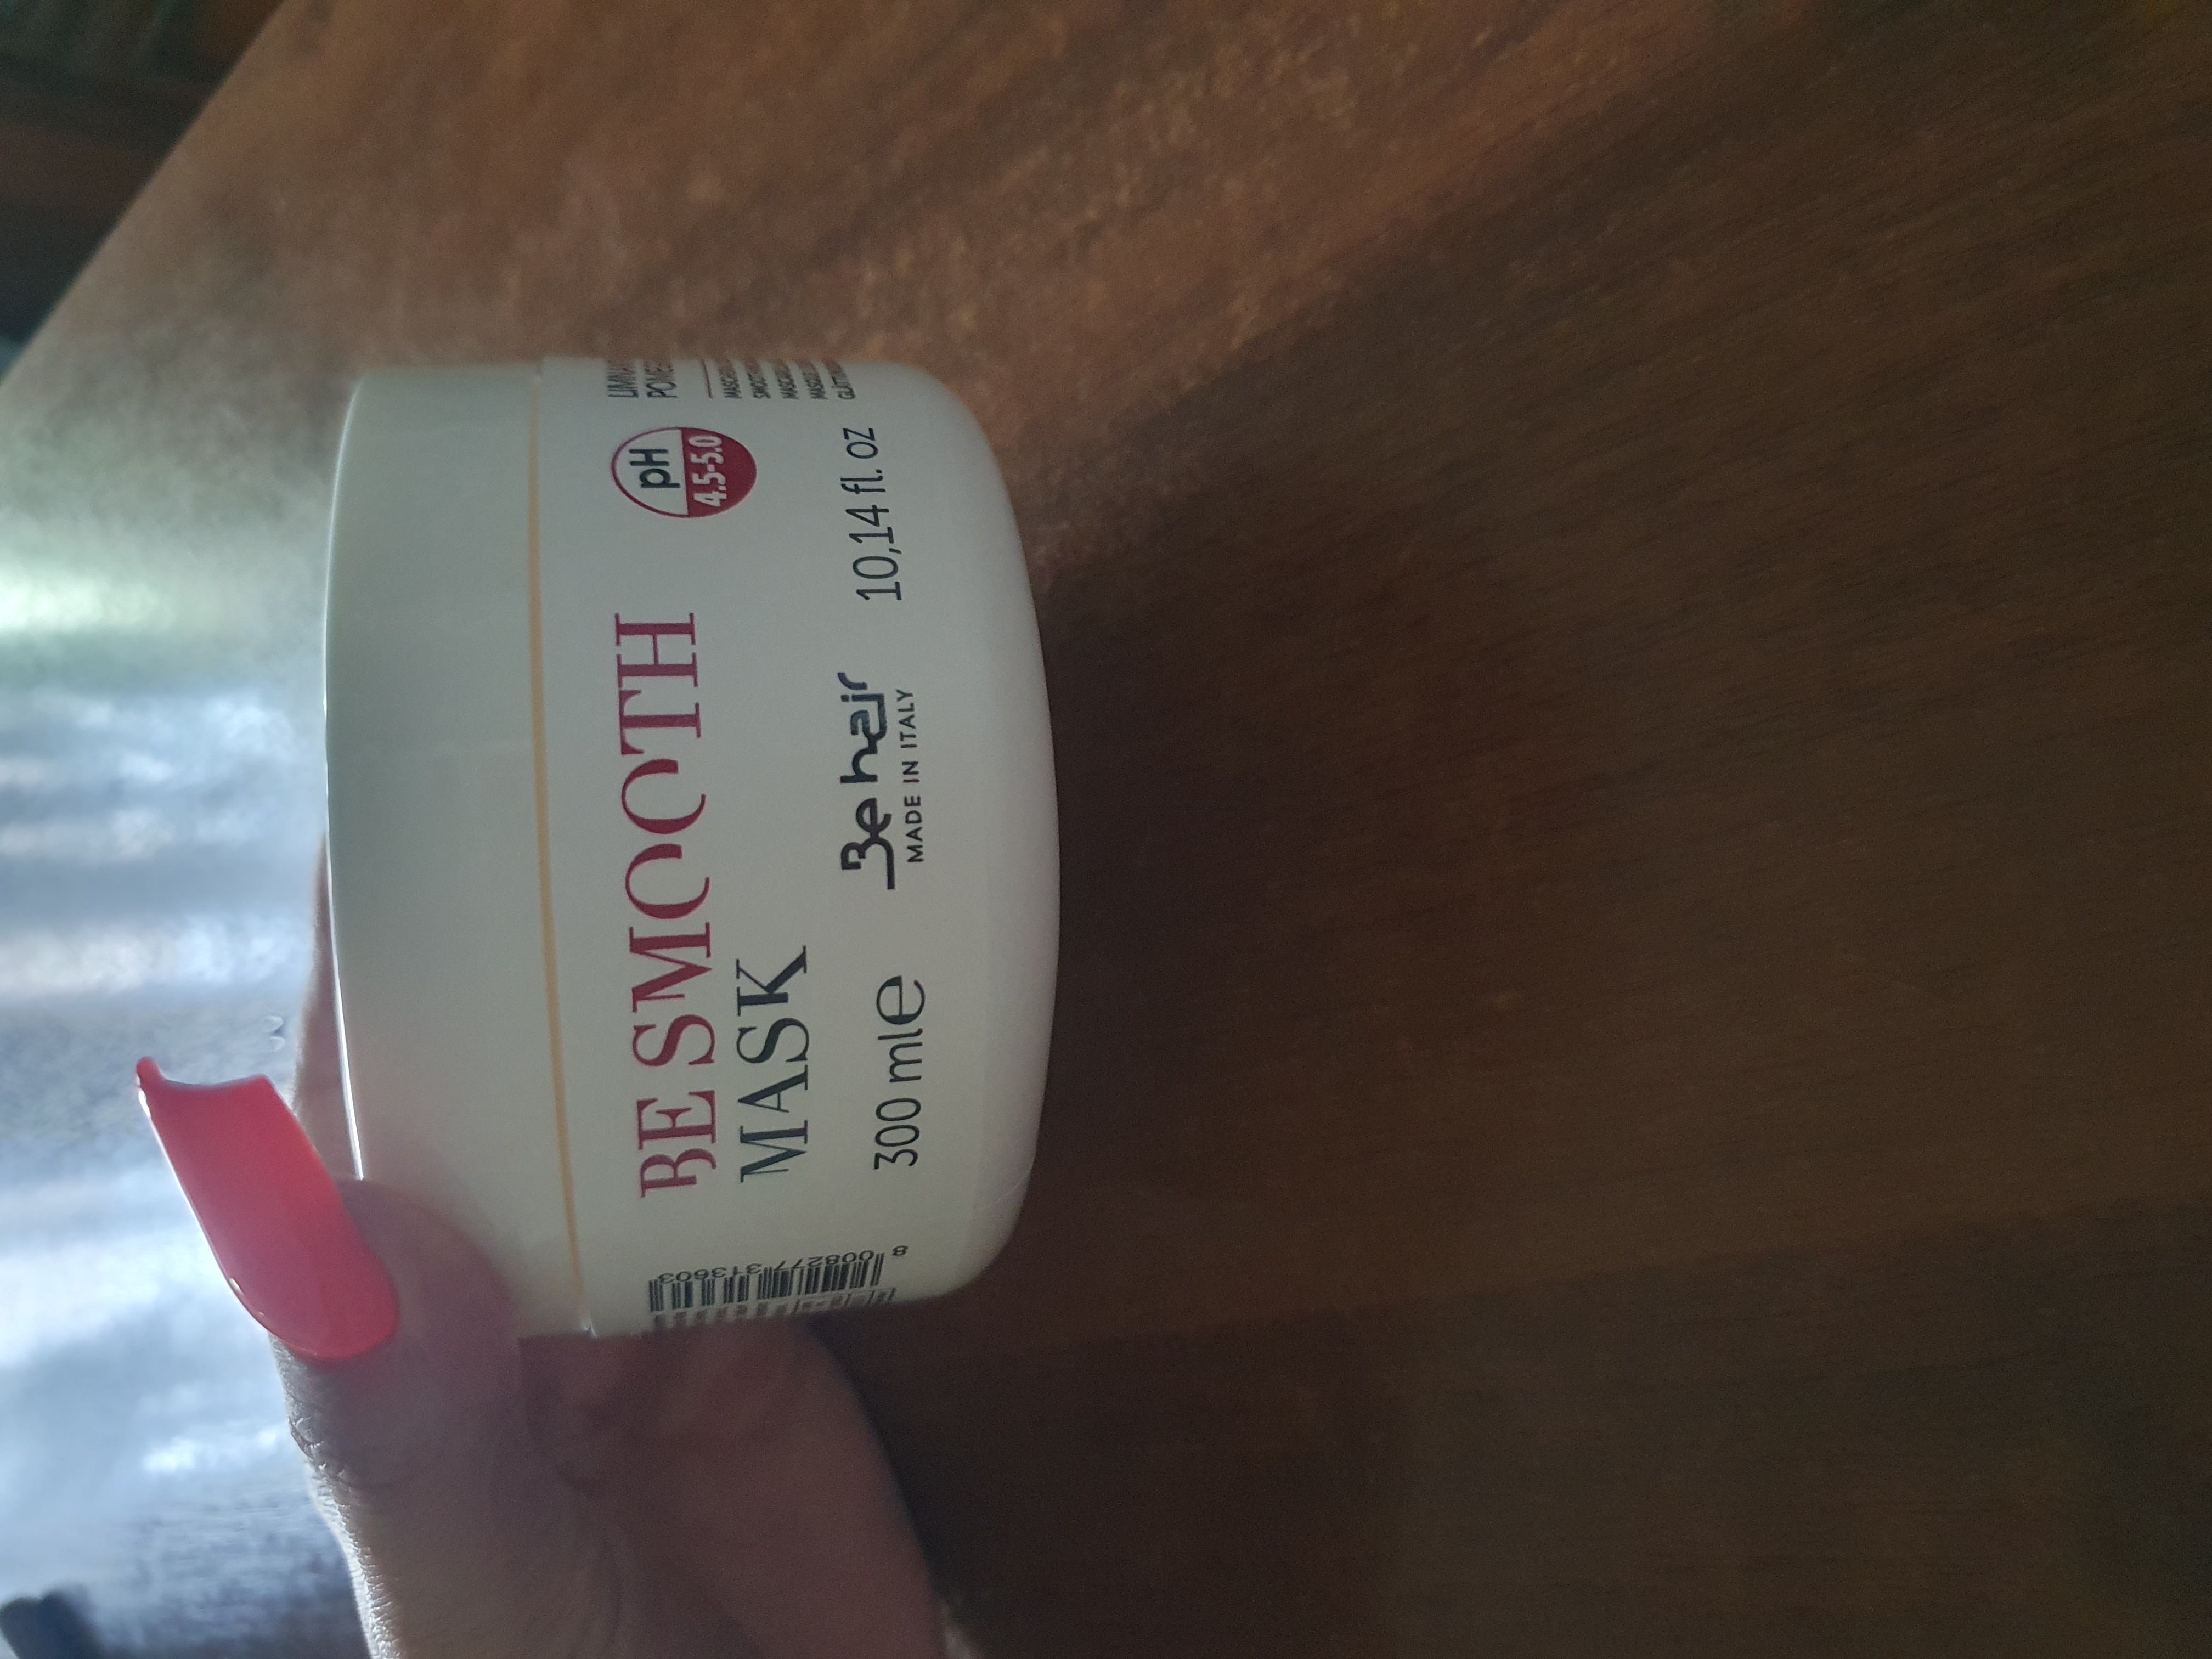 BE SMOOTH
MASK
300 ml e
Be hair
MADE IN ITALY
10,14 fl. oz
pH
4.5-5.0
8 008277 313603